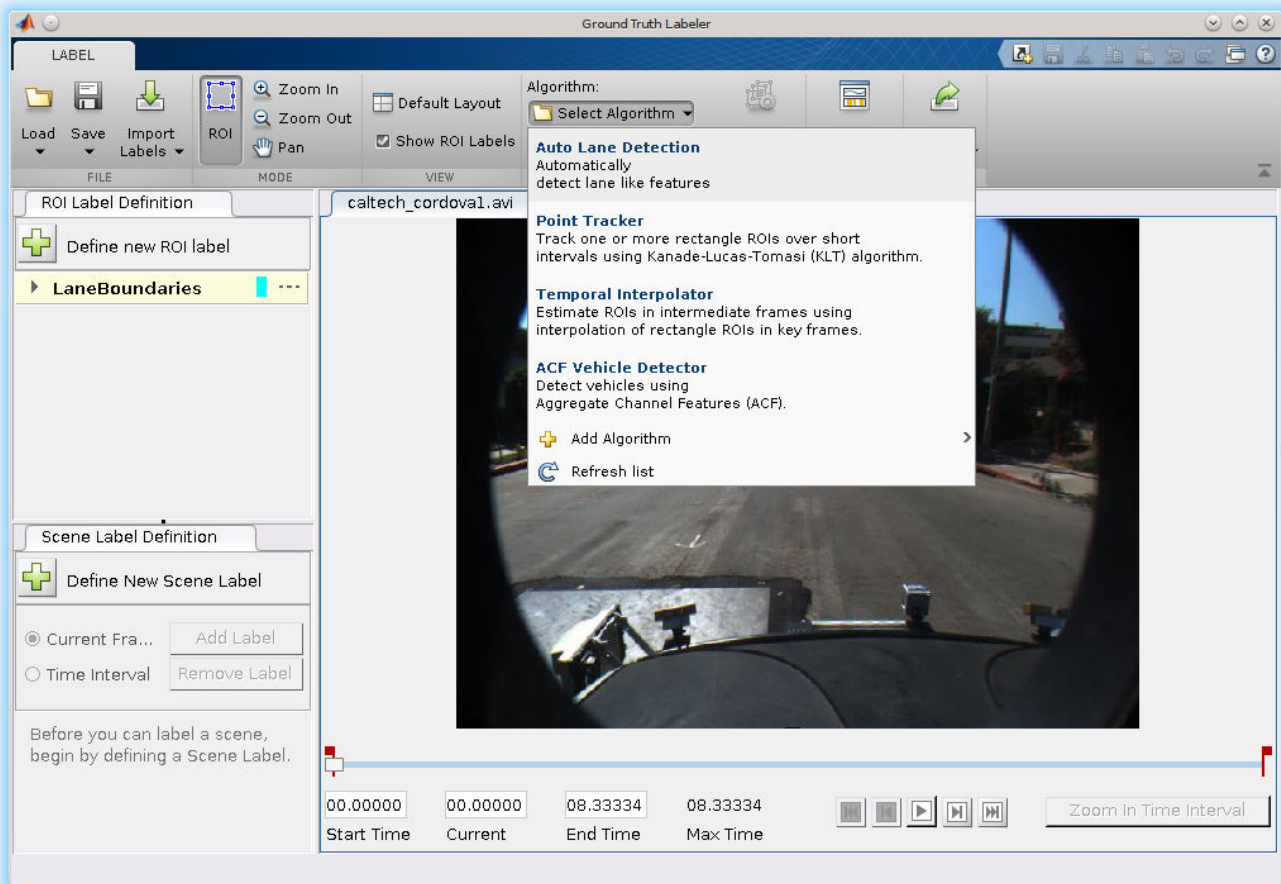 Ground Truth Labeler
LABEL
Load
Save
Import
Labels
FILE
ROI
Zoom In
Zoom Out
Pan
MODE
Default Layout
Show ROI Labels
VIEW
Algorithm:
Select Algorithm
Auto Lane Detection
Automatically
detect lane like features
Point Tracker
Track one or more rectangle ROIs over short
intervals using Kanade-Lucas-Tomasi (KLT) algorithm.
Temporal Interpolator
Estimate ROIs in intermediate frames using
interpolation of rectangle ROIs in key frames.
ACF Vehicle Detector
Detect vehicles using
Aggregate Channel Features (ACF).
Add Algorithm
Refresh list
ROI Label Definition
Define new ROI label
LaneBoundaries
caltech_cordova1.avi
Scene Label Definition
Define New Scene Label
Current Fra...
Add Label
Time Interval
Remove Label
Before you can label a scene,
begin by defining a Scene Label.
00.00000 00.00000 08.33334 08.33334
Start Time Current End Time Max Time
Zoom In Time Interval